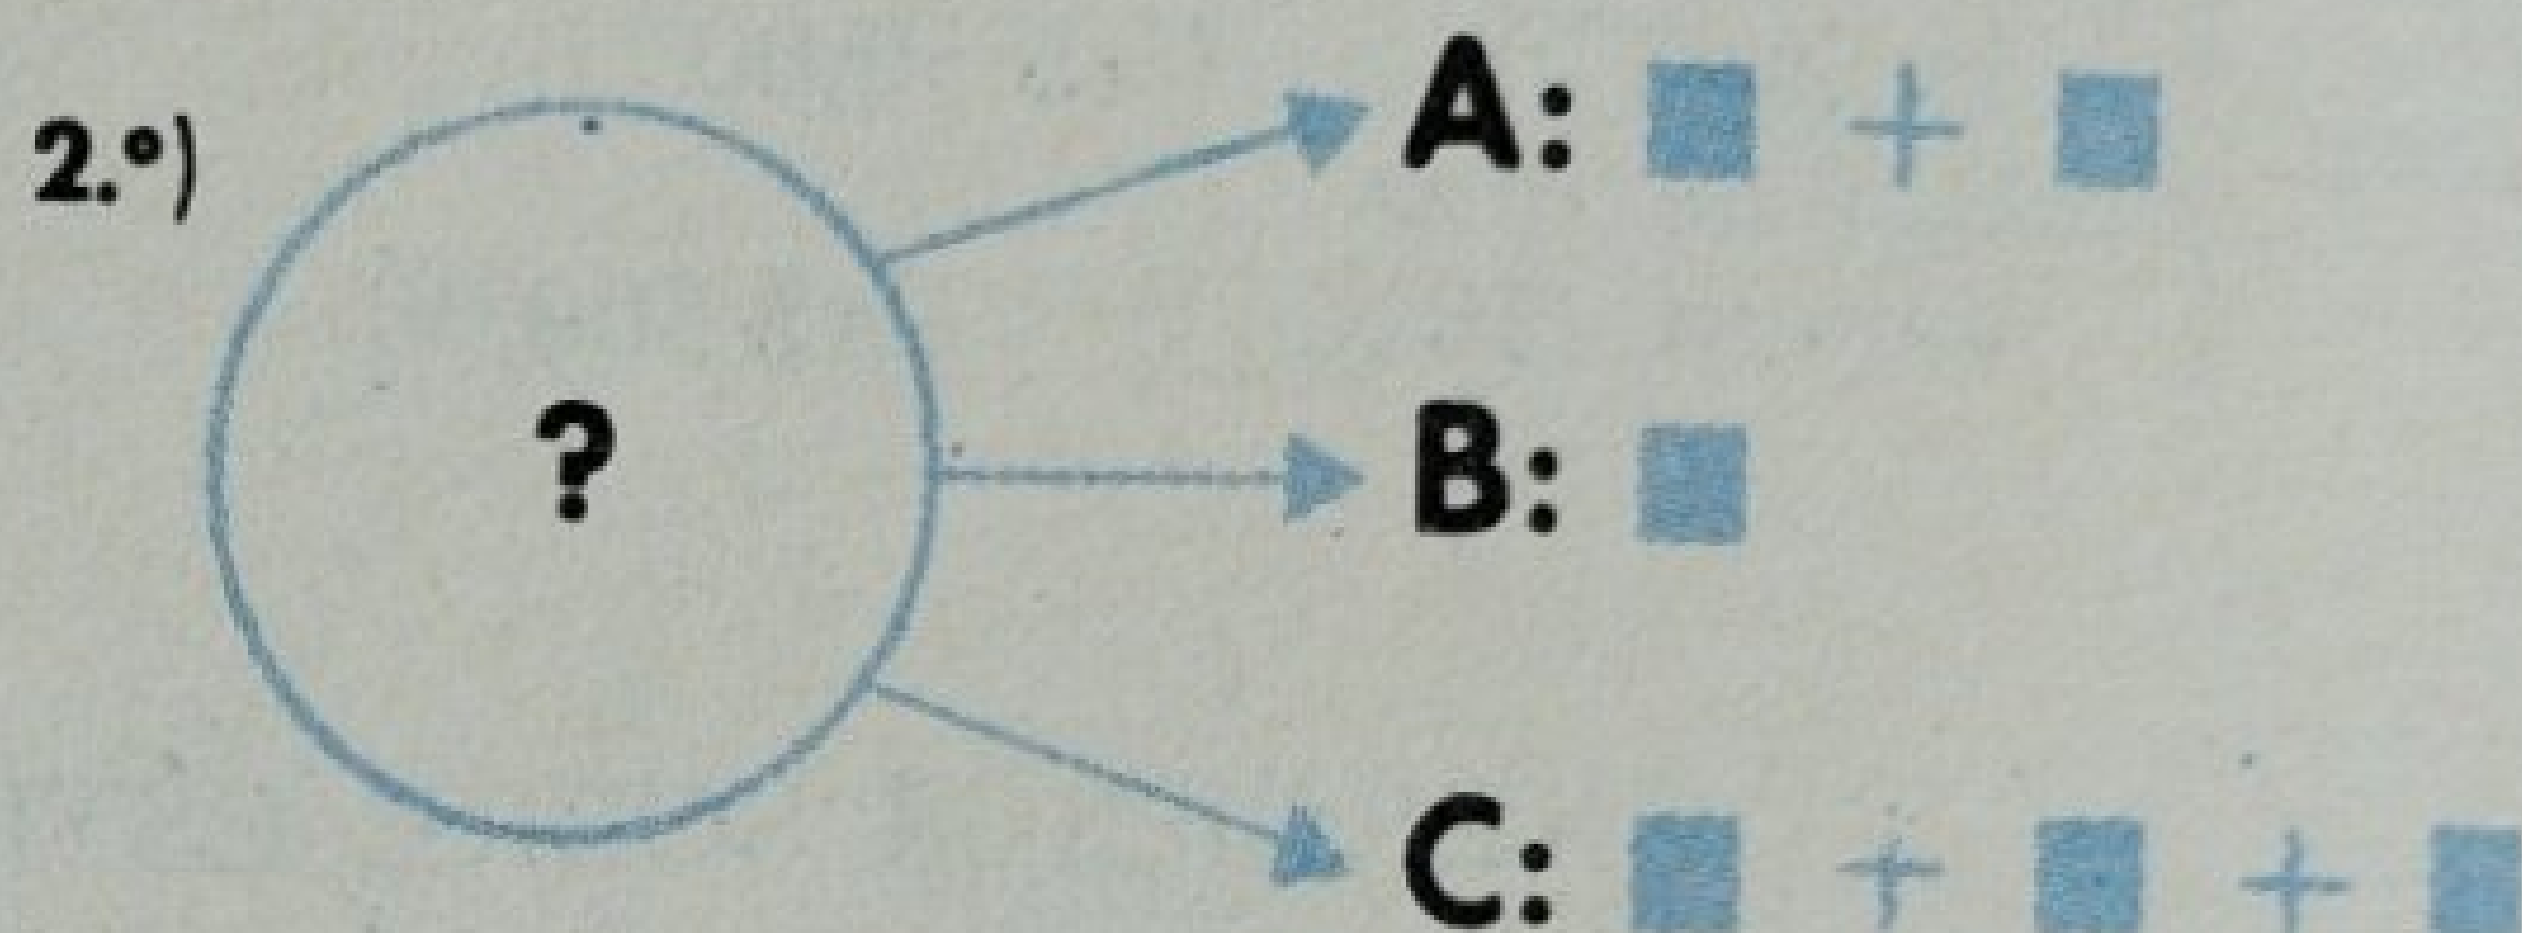 2.º)
A: +
?
B:
C: + +